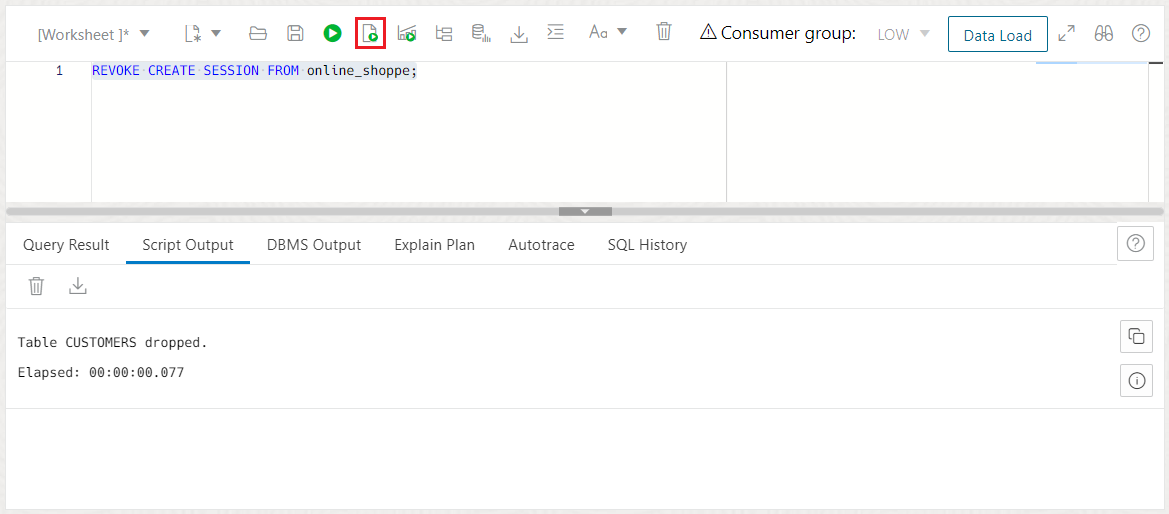 [Worksheet ]* Aa Consumer group: LOW Data Load
1 REVOKE CREATE SESSION FROM online_shoppe;
Query Result Script Output DBMS Output Explain Plan Autotrace SQL History
Table CUSTOMERS dropped.
Elapsed: 00:00:00.077